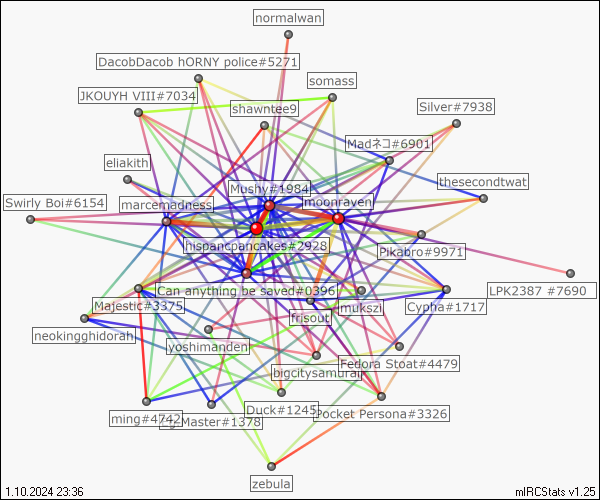 normalwan
DacobDacob hORNY police#5271
somass
JKOUYH VIII#7034
shawntee9
Silver#7938
Madネコ#6901
eliakith
Mushy#1984
thesecondtwat
Swirly Boi#6154
marcemadness
moonraven
hispancpancakes#2928
Pikabro#9971
Can anything be saved#0396
LPK2387 #7690
Majestic#3375
mukszi
Cypha#1717
frisout
neokingghidorah
yoshimanden
bigcitysamurai
Fedora Stoat#4479
ming#4742
Master#1378
Duck#1245
Pocket Persona#3326
zebula
1.10.2024 23:36
mIRCStats v1.25